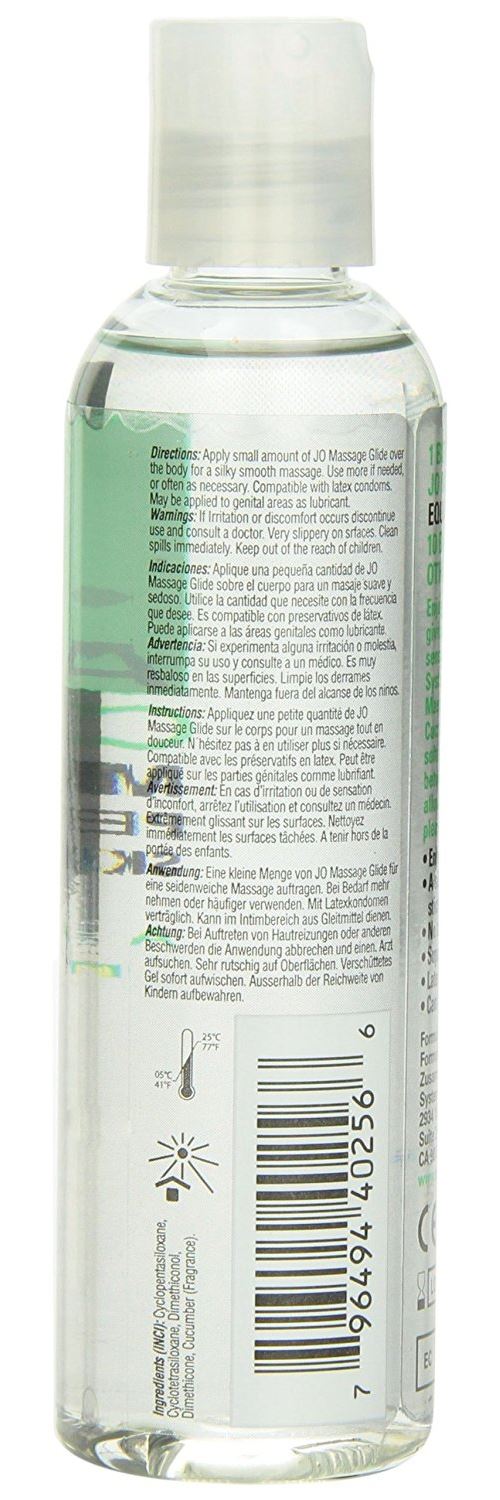 Directions: Apply small amount of JO Massage Glide over
the body for a silky smooth massage. Use more if needed,
or often as necessary. Compatible with latex condoms.
May be applied to genital areas as lubricant.
Warnings: If Irritation or discomfort occurs discontinue
use and consult a doctor. Very slippery on srfaces. Clean
spills immediately. Keep out of the reach of children.
Indicaciones: Aplique una pequeña cantidad de JO
Massage Glide sobre el cuerpo para un masaje suave y
sedoso. Utilice la cantidad que necesite con la frecuencia
que desee. Es compatible con preservativos de látex.
Puede aplicarse a las áreas genitales como lubricante.
Advertencia: Si experimenta alguna irritación o molestia,
interrumpa su uso y consulte a un médico. Es muy
resbaloso en las superficies. Limpie los derrames
inmediatamente. Mantenga fuera del alcanse de los ninos.
Instructions: Appliquez une petite quantité de JO
Massage Glide sur le corps pour un massage tout en
douceur. N´hésitez pas à en utiliser plus si nécessaire.
Compatible avec les préservatifs en latex. Peut être
appliqué sur les parties génitales comme lubrifiant.
Avertissement: En cas d'irritation ou de sensation
d'inconfort, arrêtez l'utilisation et consultez un médecin.
Extrêmement glissant sur les surfaces. Nettoyez
immédiatement les surfaces tâchées. A tenir hors de la
portée des enfants.
Anwendung: Eine kleine Menge von JO Massage Glide für
eine seidenweiche Massage auftragen. Bei Bedarf mehr
nehmen oder häufiger verwenden. Mit Latexkondomen
verträglich. Kann im Intimbereich aus Gleitmittel dienen.
Achtung: Bei Auftreten von Hautreizungen oder anderen
Beschwerden die Anwendung abbrechen und einen. Arzt
aufsuchen. Sehr rutschig auf Oberflächen. Verschüttetes
Gel sofort aufwischen. Ausserhalb der Reichweite von
Kindern aufbewahren.
25°C
77°F
05°C
41°F
Ingredients (INCI): Cyclopentasiloxane,
Cyclotetrasiloxane, Dimethiconol,
Dimethicone, Cucumber (Fragrance).
7 96494 40256 6
2934
CA
EC